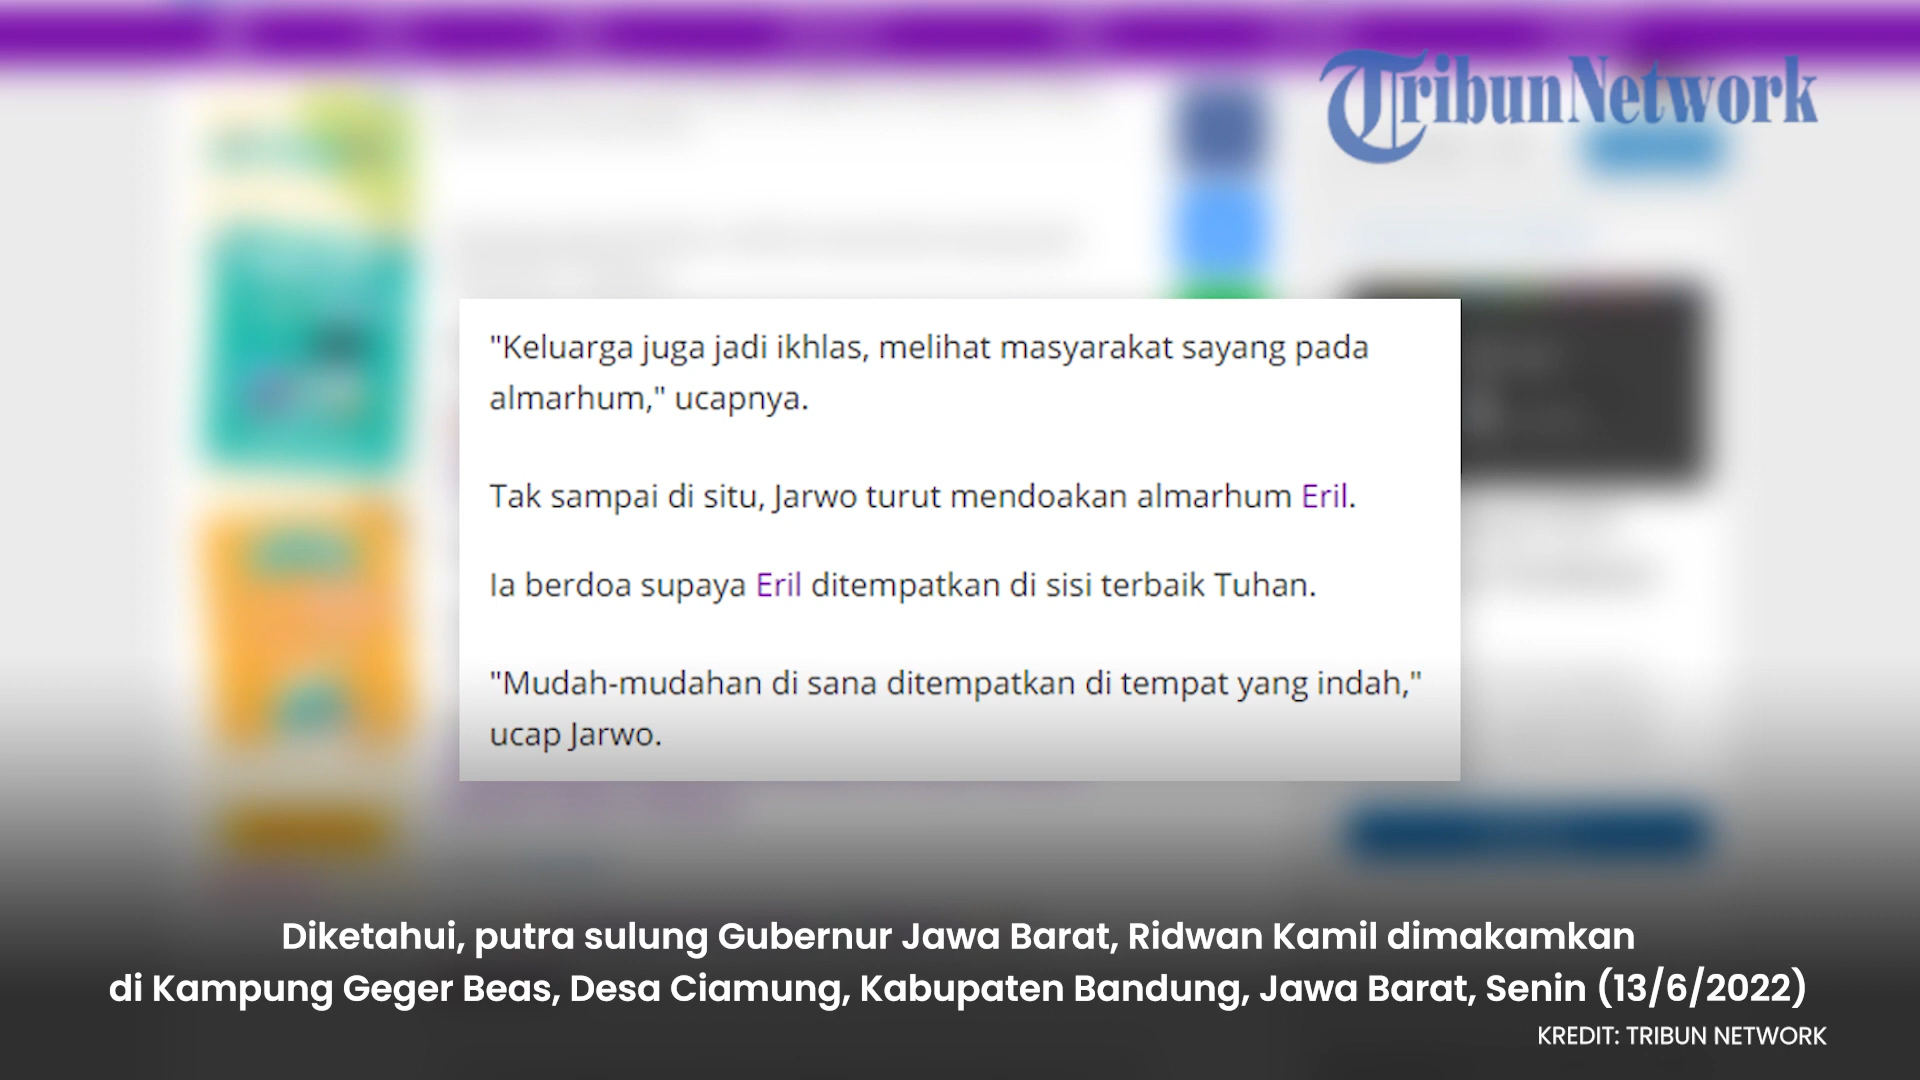 TribunNetwork
"Keluarga juga jadi ikhlas, melihat masyarakat sayang pada
almarhum," ucapnya.
Tak sampai di situ, Jarwo turut mendoakan almarhum Eril.
Ia berdoa supaya Eril ditempatkan di sisi terbaik Tuhan.
"Mudah-mudahan di sana ditempatkan di tempat yang indah,"
ucap Jarwo.
Diketahui, putra sulung Gubernur Jawa Barat, Ridwan Kamil dimakamkan
di Kampung Geger Beas, Desa Ciamung, Kabupaten Bandung, Jawa Barat, Senin (13/6/2022)
KREDIT: TRIBUN NETWORK